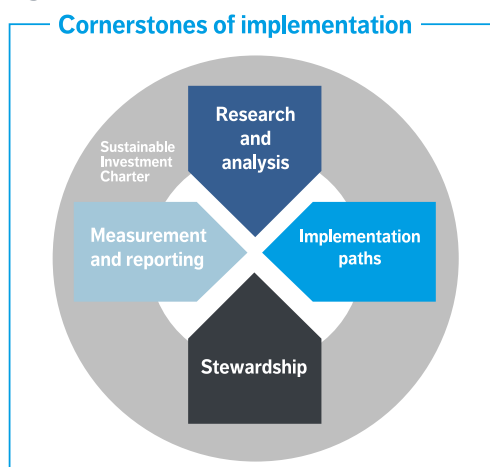 Cornerstones of implementation
Research
and
analysis
Sustainable
Investment
Charter
Measurement
and reporting
Implementation
paths
Stewardship